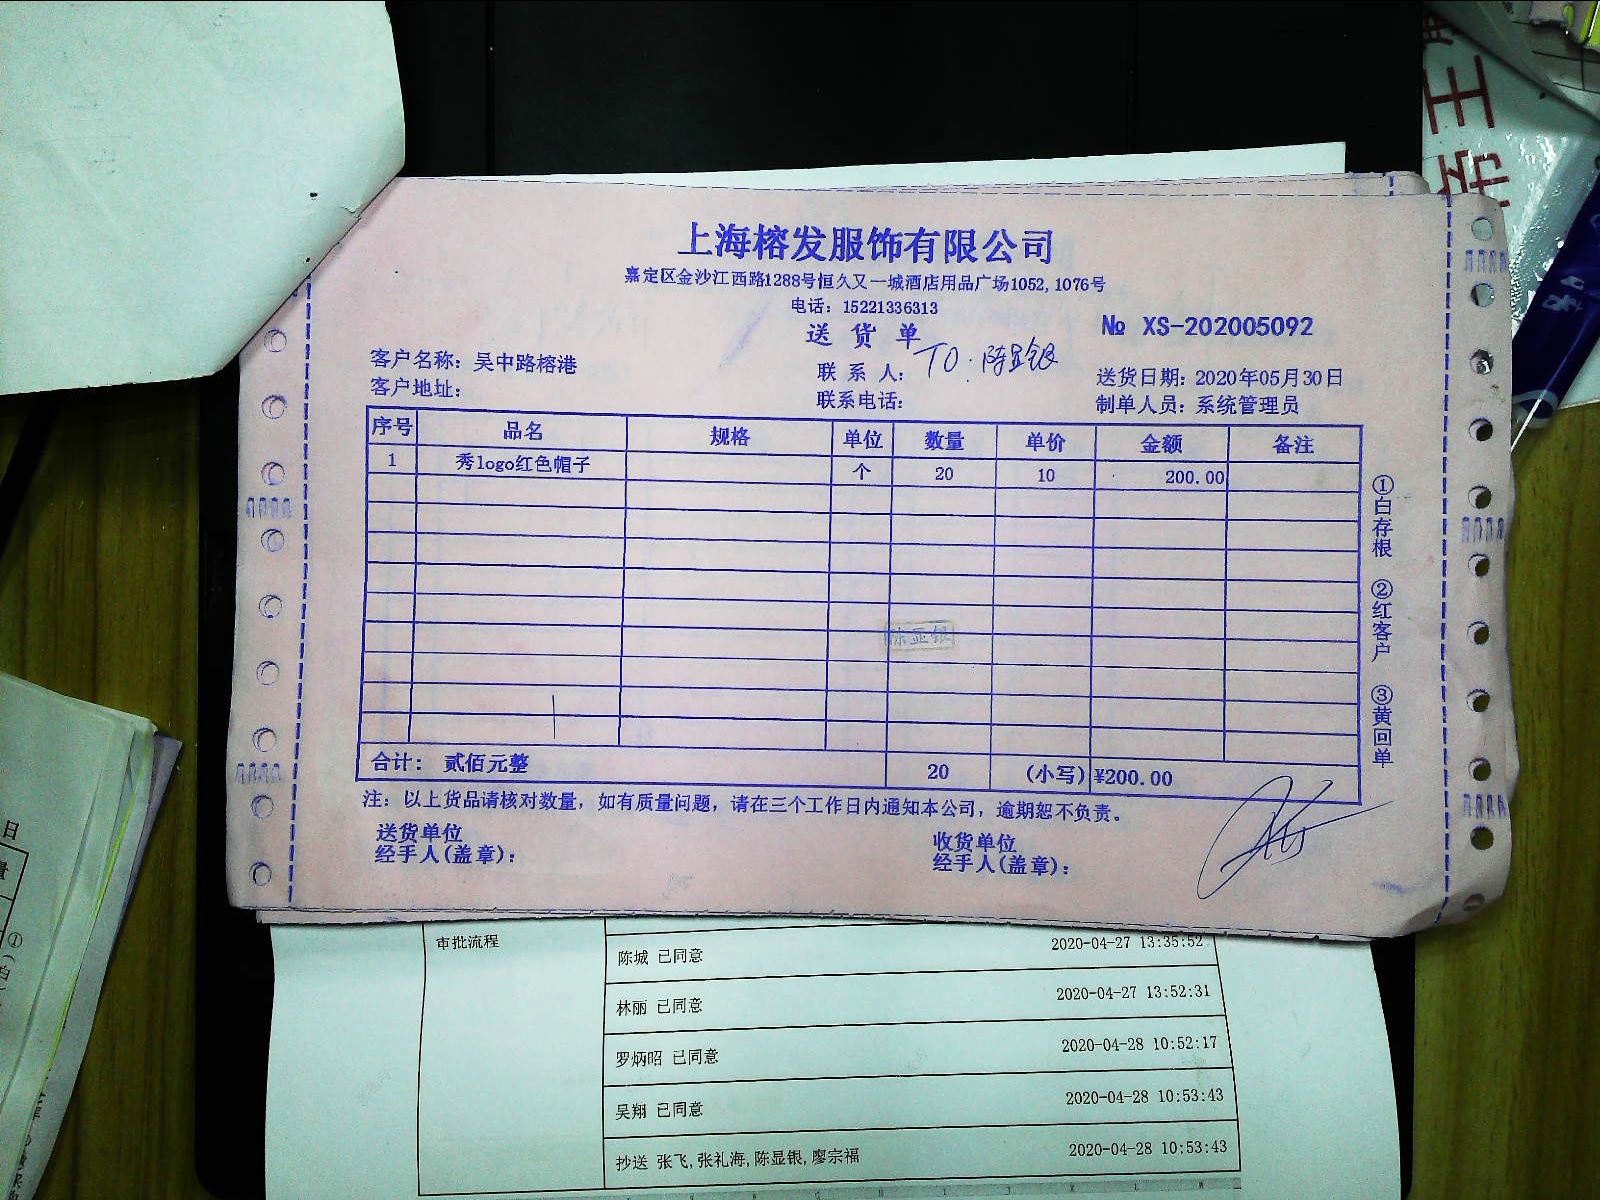 上海榕发服饰有限公司
嘉定区金沙江西路1288号恒久又一城酒店用品广场1052,1076号
电话：15221336313
送货单
№ XS-202005092
客户名称：吴中路榕港
联系人：TO.陈显银
送货日期：2020年05月30日
客户地址：
联系电话：
制单人员：系统管理员
序号 品名 规格 单位 数量 单价 金额 备注
1 秀logo红色帽子 个 20 10 200.00
陈显银
合计： 贰佰元整 20 (小写) ¥200.00
注：以上货品请核对数量，如有质量问题，请在三个工作日内通知本公司，逾期恕不负责。
送货单位
经手人(盖章)：
收货单位
经手人(盖章)：
①白存根 ②红客户 ③黄回单
审批流程
陈城 已同意 2020-04-27 13:35:52
林丽 已同意 2020-04-27 13:52:31
罗炳昭 已同意 2020-04-28 10:52:17
吴翔 已同意 2020-04-28 10:53:43
抄送 张飞,张礼海,陈显银,廖宗福 2020-04-28 10:53:43
日
量
①